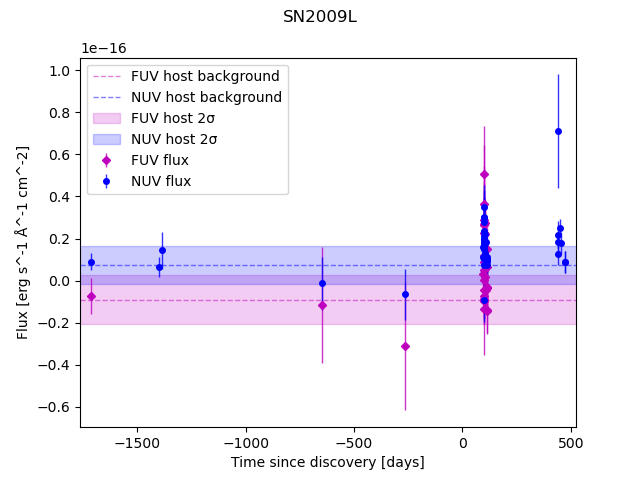 SN2009L
1e−16
1.0
0.8
0.6
0.4
0.2
0.0
−0.2
−0.4
−0.6
Flux [erg s^-1 Å^-1 cm^-2]
FUV host background
NUV host background
FUV host 2σ
NUV host 2σ
FUV flux
NUV flux
−1500 −1000 −500 0 500
Time since discovery [days]